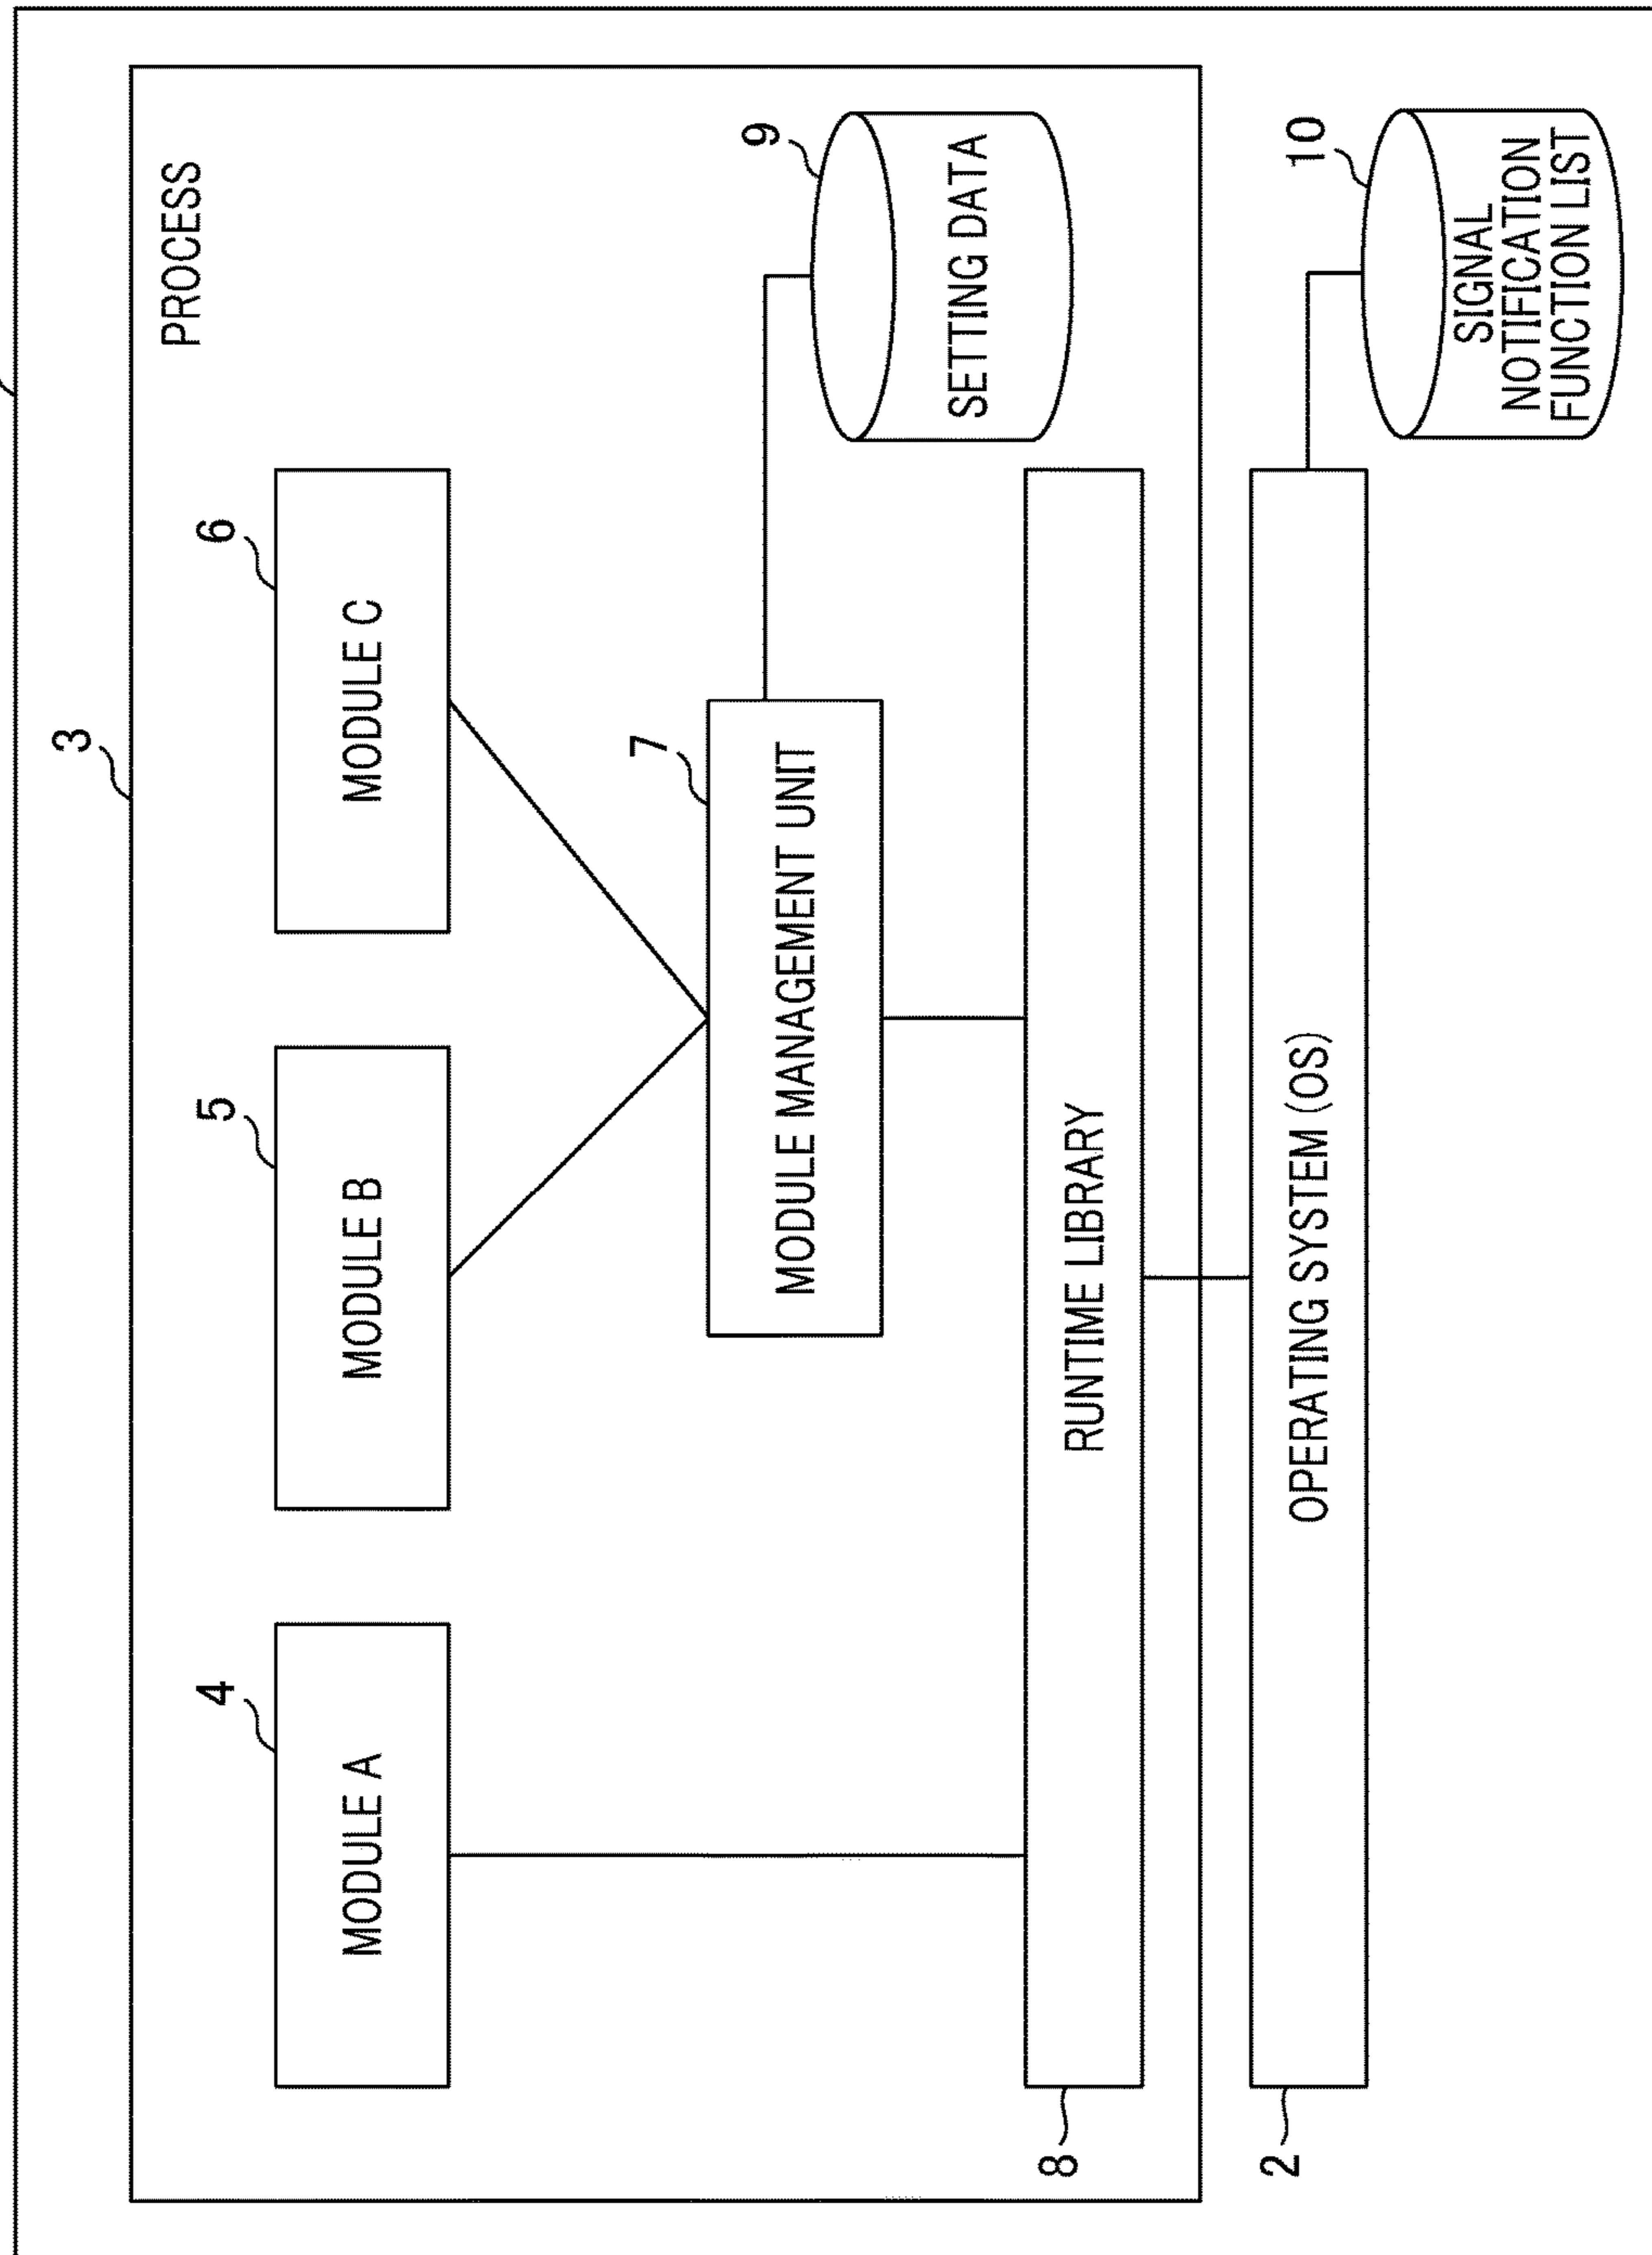 3
PROCESS
4
MODULE A
5
MODULE B
6
MODULE C
7
MODULE MANAGEMENT UNIT
9
SETTING DATA
8
RUNTIME LIBRARY
2
OPERATING SYSTEM (OS)
10
SIGNAL
NOTIFICATION
FUNCTION LIST